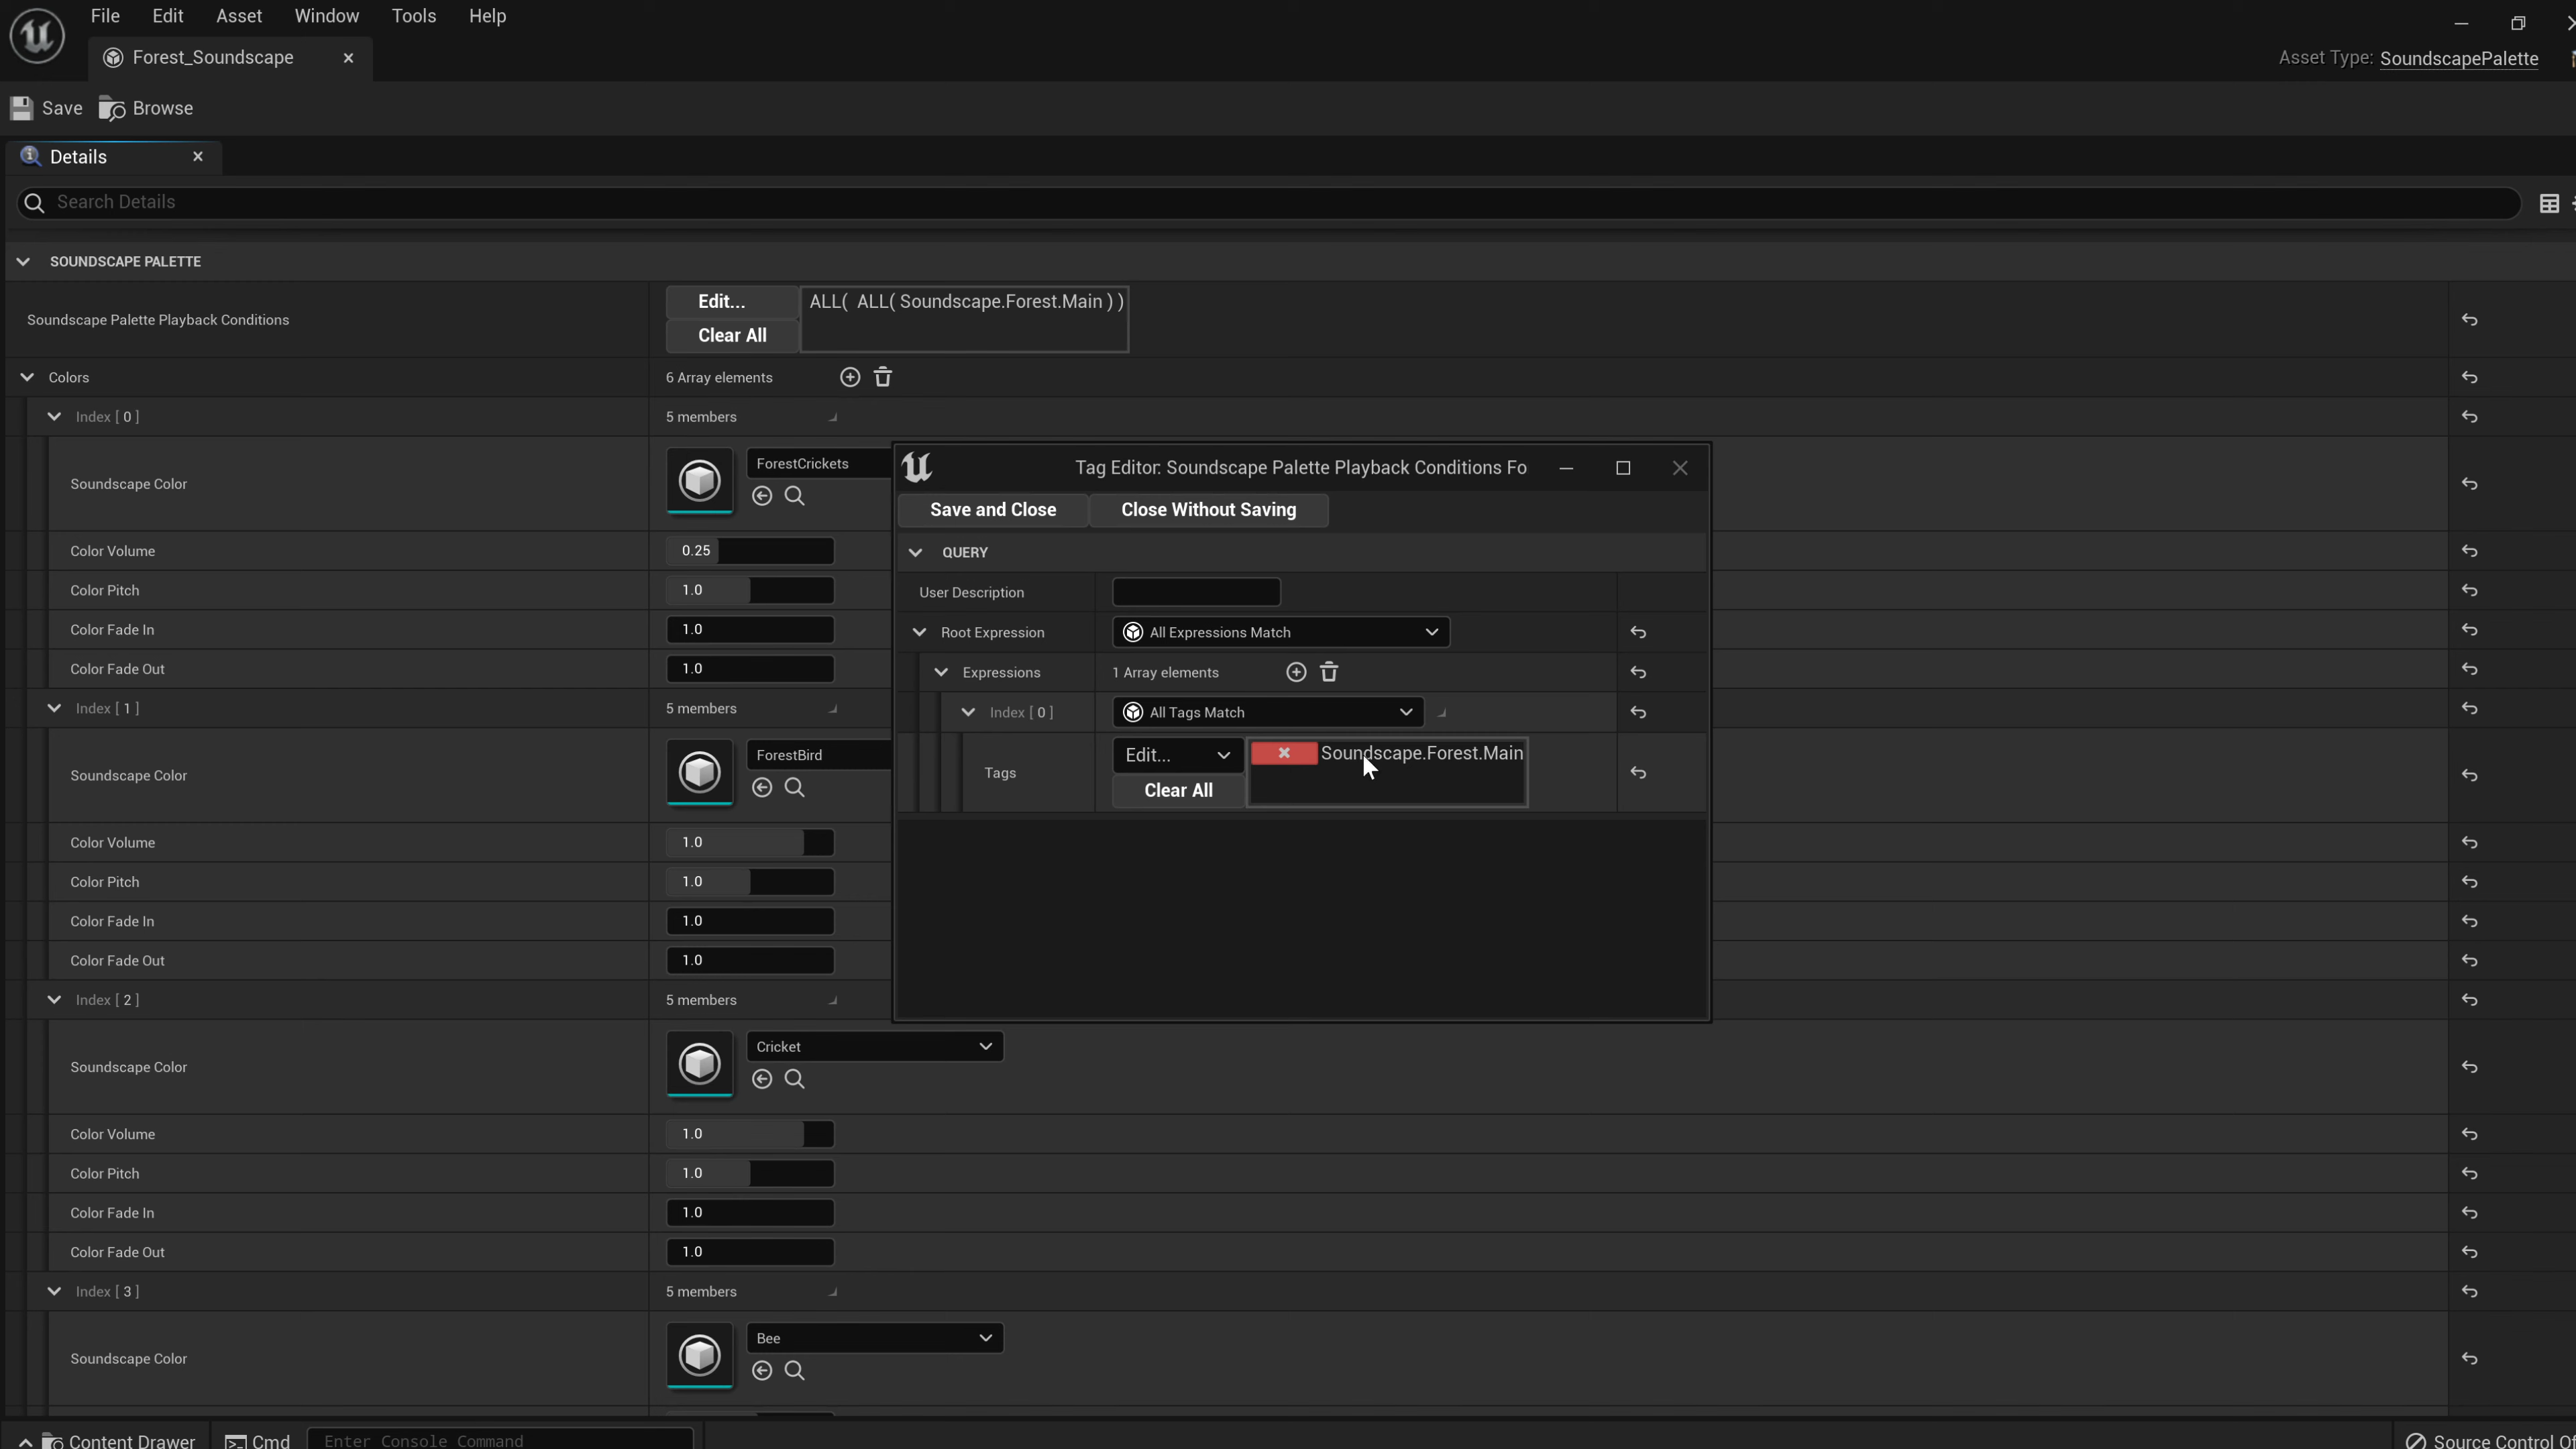 File Edit Asset Window Tools Help
Forest_Soundscape
Asset Type: SoundscapePalette
Save Browse
Details
Search Details
SOUNDSCAPE PALETTE
Soundscape Palette Playback Conditions
Edit...
Clear All
ALL( ALL( Soundscape.Forest.Main ) )
Colors 6 Array elements
Index [ 0 ] 5 members
Soundscape Color ForestCrickets
Color Volume 0.25
Color Pitch 1.0
Color Fade In 1.0
Color Fade Out 1.0
Index [ 1 ] 5 members
Soundscape Color ForestBird
Color Volume 1.0
Color Pitch 1.0
Color Fade In 1.0
Color Fade Out 1.0
Index [ 2 ] 5 members
Soundscape Color Cricket
Color Volume 1.0
Color Pitch 1.0
Color Fade In 1.0
Color Fade Out 1.0
Index [ 3 ] 5 members
Soundscape Color Bee
Tag Editor: Soundscape Palette Playback Conditions Fo
Save and Close Close Without Saving
QUERY
User Description
Root Expression All Expressions Match
Expressions 1 Array elements
Index [ 0 ] All Tags Match
Tags Edit... Soundscape.Forest.Main
Clear All
Content Drawer Cmd Enter Console Command
Source Control